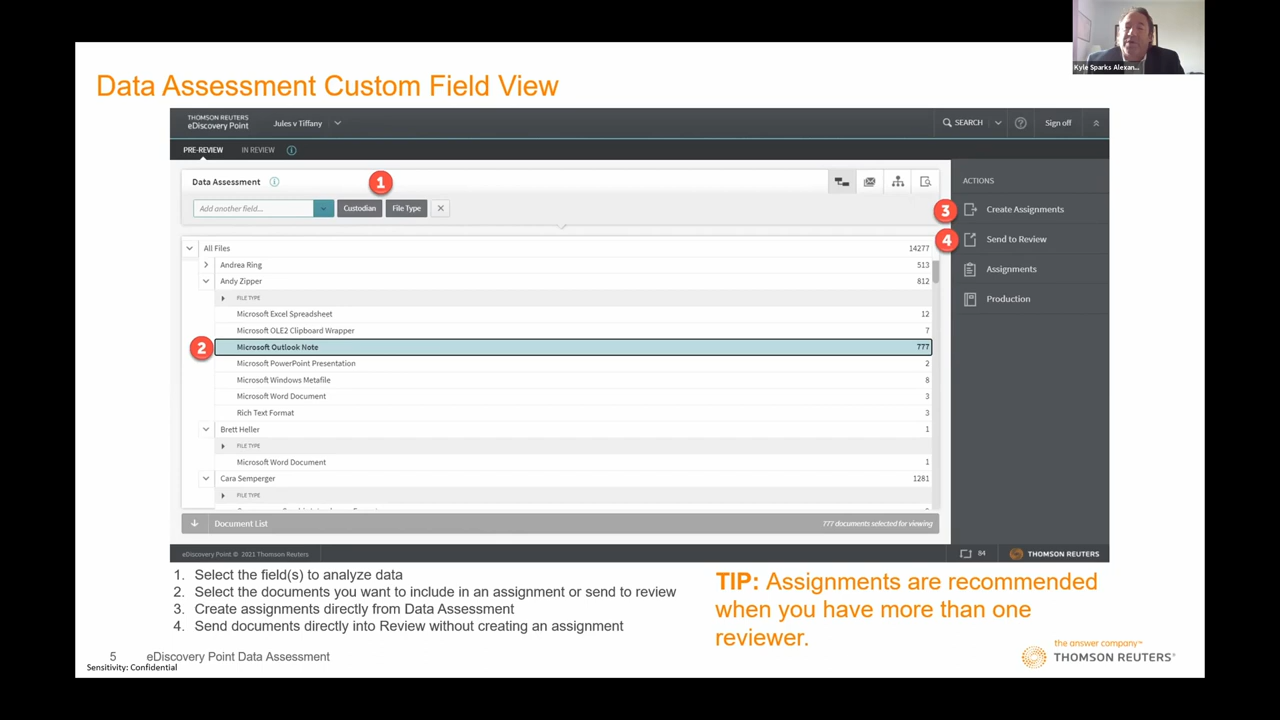 Kyle Sparks Alexan...
Data Assessment Custom Field View
THOMSON REUTERS
eDiscovery Point
Jules v Tiffany
SEARCH
Sign off
PRE-REVIEW
IN REVIEW
Data Assessment
1
Add another field...
Custodian
File Type
ACTIONS
3 Create Assignments
4 Send to Review
Assignments
Production
All Files 14277
Andrea Ring 513
Andy Zipper 812
FILE TYPE
Microsoft Excel Spreadsheet 12
Microsoft OLE2 Clipboard Wrapper 7
2 Microsoft Outlook Note 777
Microsoft PowerPoint Presentation 2
Microsoft Windows Metafile 8
Microsoft Word Document 3
Rich Text Format 3
Brett Heller 1
FILE TYPE
Microsoft Word Document 1
Cara Semperger 1281
FILE TYPE
Document List 777 documents selected for viewing
eDiscovery Point © 2021 Thomson Reuters
84
THOMSON REUTERS
1. Select the field(s) to analyze data
2. Select the documents you want to include in an assignment or send to review
3. Create assignments directly from Data Assessment
4. Send documents directly into Review without creating an assignment
TIP: Assignments are recommended
when you have more than one
reviewer.
5 eDiscovery Point Data Assessment
Sensitivity: Confidential
the answer company™
THOMSON REUTERS®